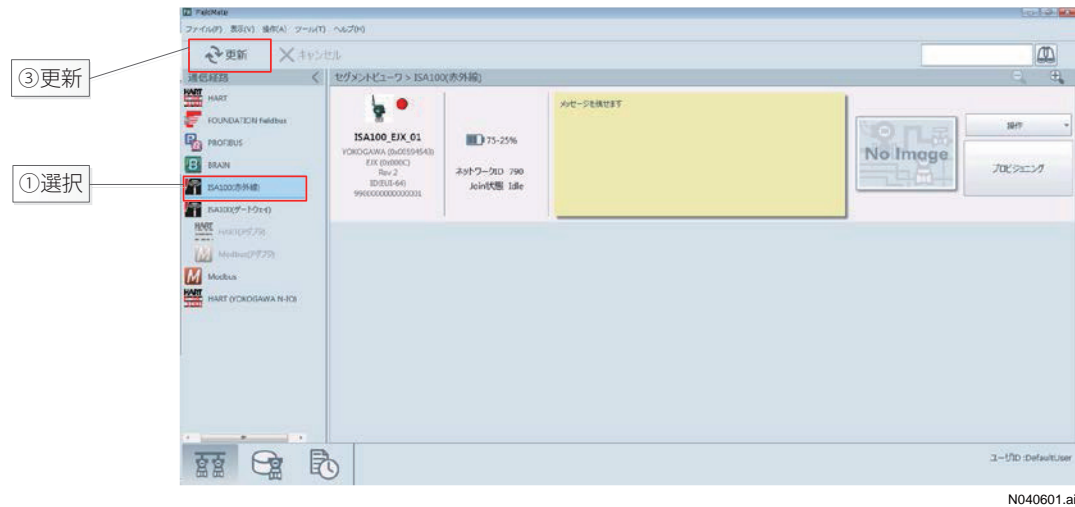 FieldMate
ファイル(F) 表示(V) 操作(A) ツール(T) ヘルプ(H)
更新 キャンセル
③更新
通信経路
セグメントビューワ > ISA100(赤外線)
HART
FOUNDATION Fieldbus
PROFIBUS
BRAIN
①選択
ISA100(赤外線)
ISA100(ゲートウェイ)
HART(アダプタ)
Modbus(アダプタ)
Modbus
HART (YOKOGAWA N-IO)
ISA100_EJX_01
YOKOGAWA (0x00594543)
EJX (0x000C)
Rev 2
ID(EUI-64)
75-25%
ネットワークID 790
Join状態 Idle
メッセージを残せます
No Image
操作
プロビジョニング
ユーザID :DefaultUser
N040601.ai